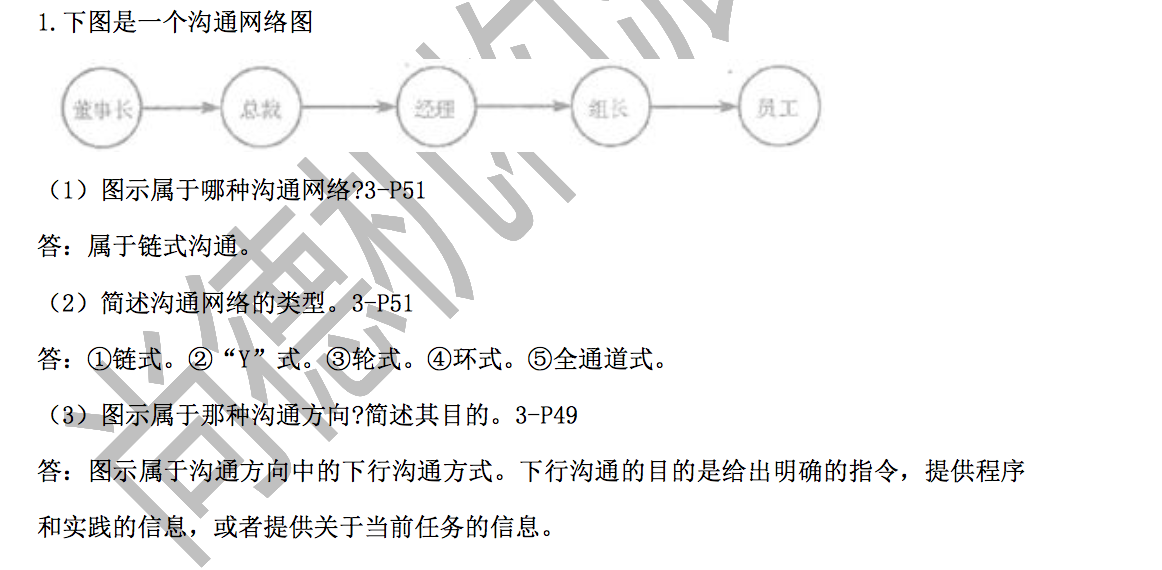 1.下图是一个沟通网络图
董事长 总裁 经理 组长 员工
（1）图示属于哪种沟通网络?3-P51
答：属于链式沟通。
（2）简述沟通网络的类型。3-P51
答：①链式。②“Y”式。③轮式。④环式。⑤全通道式。
（3）图示属于那种沟通方向?简述其目的。3-P49
答：图示属于沟通方向中的下行沟通方式。下行沟通的目的是给出明确的指令，提供程序
和实践的信息，或者提供关于当前任务的信息。
尚德机